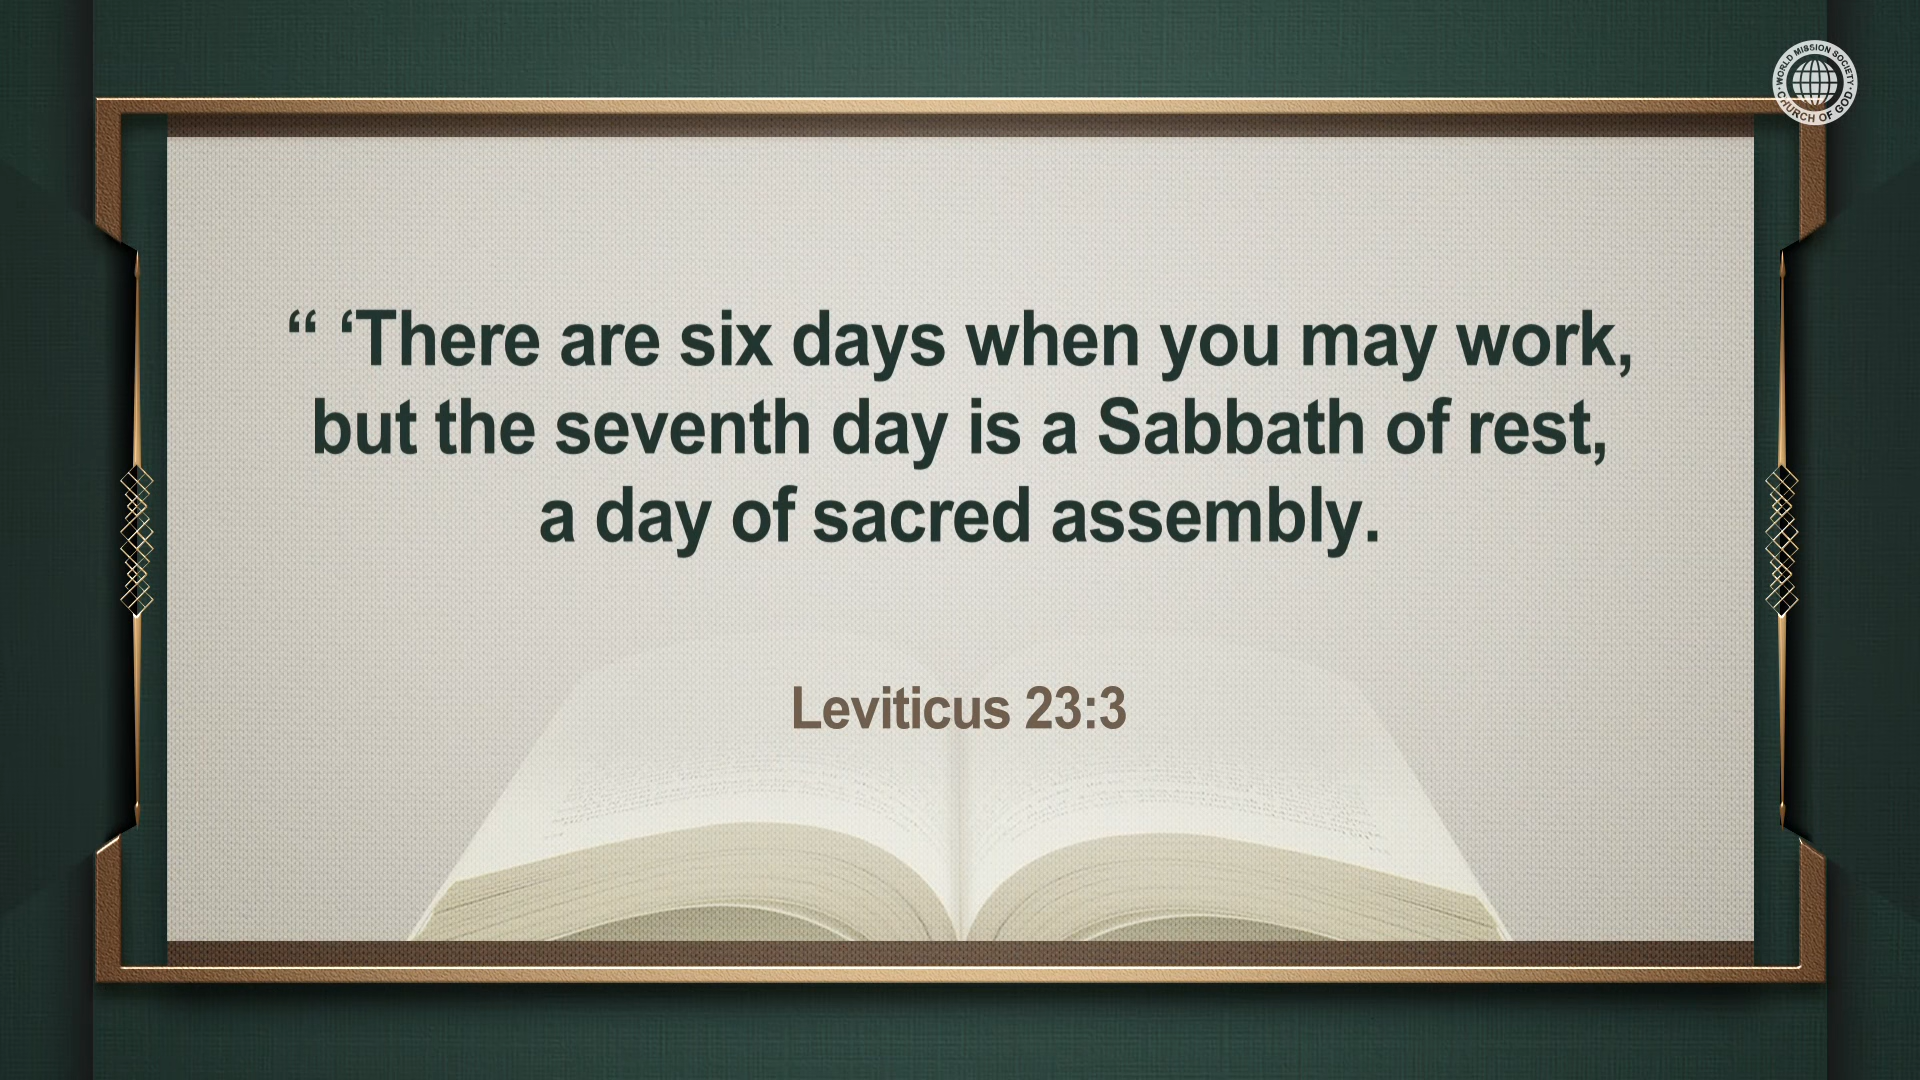 WORLD MISSION SOCIETY
CHURCH OF GOD
“ ‘There are six days when you may work,
but the seventh day is a Sabbath of rest,
a day of sacred assembly.
Leviticus 23:3